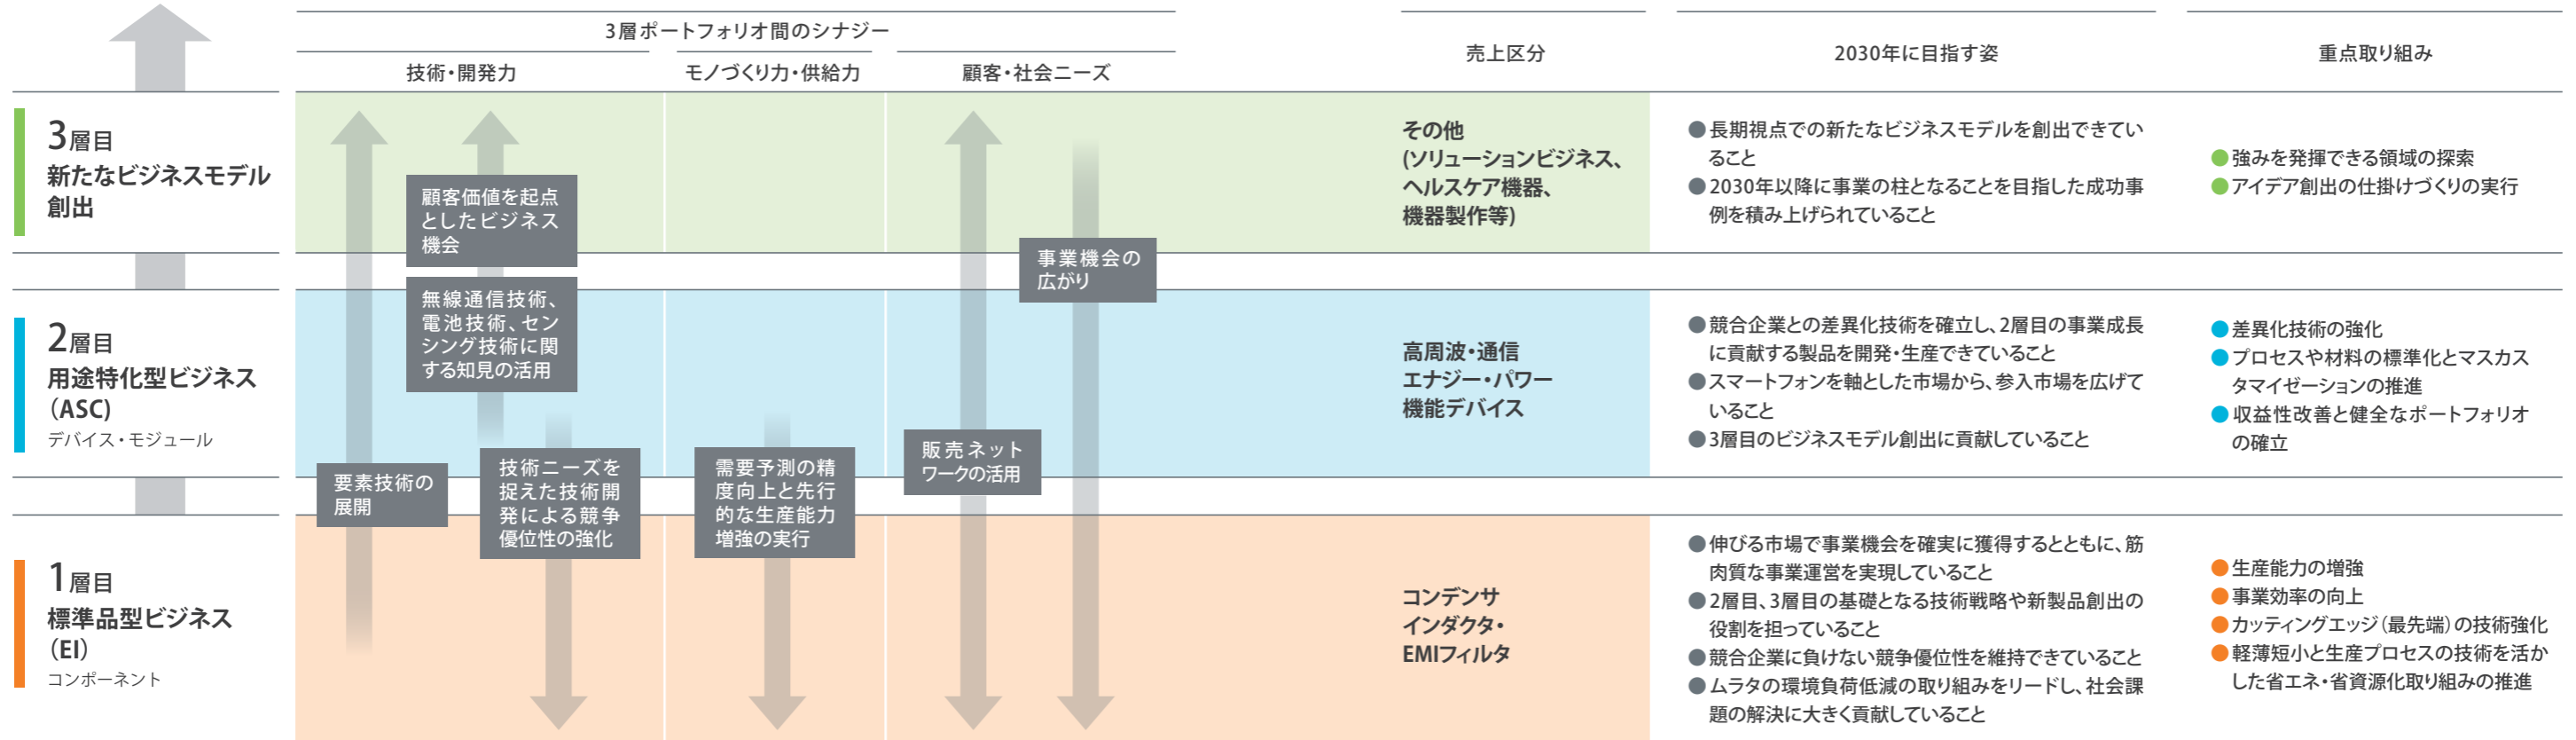 3層ポートフォリオ間のシナジー
技術・開発力
モノづくり力・供給力
顧客・社会ニーズ
売上区分
2030年に目指す姿
重点取り組み
3層目
新たなビジネスモデル
創出
顧客価値を起点
としたビジネス
機会
事業機会の
広がり
その他
(ソリューションビジネス、
ヘルスケア機器、
機器製作等)
●長期視点での新たなビジネスモデルを創出できてい
ること
●2030年以降に事業の柱となることを目指した成功事
例を積み上げられていること
●強みを発揮できる領域の探索
●アイデア創出の仕掛けづくりの実行
2層目
用途特化型ビジネス
（ASC)
デバイス・モジュール
無線通信技術、
電池技術、セン
シング技術に関
する知見の活用
販売ネット
ワークの活用
高周波・通信
エナジー・パワー
機能デバイス
●競合企業との差異化技術を確立し、2層目の事業成長
に貢献する製品を開発・生産できていること
●スマートフォンを軸とした市場から、参入市場を広げて
いること
●3層目のビジネスモデル創出に貢献していること
●差異化技術の強化
●プロセスや材料の標準化とマスカス
タマイゼーションの推進
●収益性改善と健全なポートフォリオ
の確立
要素技術の
展開
技術ニーズを
捉えた技術開
発による競争
優位性の強化
需要予測の精
度向上と先行
的な生産能力
増強の実行
1層目
標準品型ビジネス
（EI）
コンポーネント
コンデンサ
インダクタ・
EMIフィルタ
●伸びる市場で事業機会を確実に獲得するとともに、筋
肉質な事業運営を実現していること
●2層目、3層目の基礎となる技術戦略や新製品創出の
役割を担っていること
●競合企業に負けない競争優位性を維持できていること
●ムラタの環境負荷低減の取り組みをリードし、社会課
題の解決に大きく貢献していること
●生産能力の増強
●事業効率の向上
●カッティングエッジ（最先端）の技術強化
●軽薄短小と生産プロセスの技術を活か
した省エネ・省資源化取り組みの推進